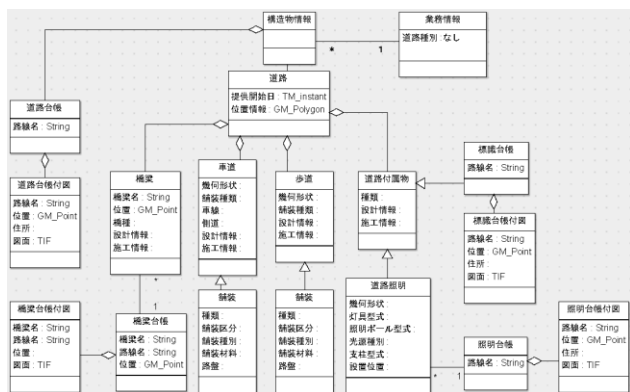 構造物情報
業務情報
道路種別:なし
*
1
道路
提供開始日:TM_instant
位置情報:GM_Polygon
道路台帳
路線名:String
道路台帳付図
路線名:String
位置:GM_Point
住所:
図面:TIF
橋梁
橋梁名:String
位置:GM_Point
橋種:
設計情報:
施工情報:
車道
幾何形状:
舗装種類:
車線:
側道:
設計情報:
施工情報:
歩道
幾何形状:
舗装種類:
設計情報:
施工情報:
道路付属物
種類:
設計情報:
施工情報:
標識台帳
路線名:String
標識台帳付図
路線名:String
位置:GM_Point
住所:
図面:TIF
橋梁台帳付図
橋梁名:String
路線名:String
位置:
図面:TIF
*
1
橋梁台帳
橋梁名:String
路線名:String
位置:GM_Point
舗装
種類:
舗装区分:
舗装種別:
舗装材料:
路盤:
舗装
種類:
舗装区分:
舗装種別:
舗装材料:
路盤:
道路照明
幾何形状:
灯具型式:
照明ポール型式:
光源種別:
支柱型式:
設置位置:
*
1
照明台帳
路線名:String
照明台帳付図
路線名:String
位置:GM_Point
住所:
図面:TIF